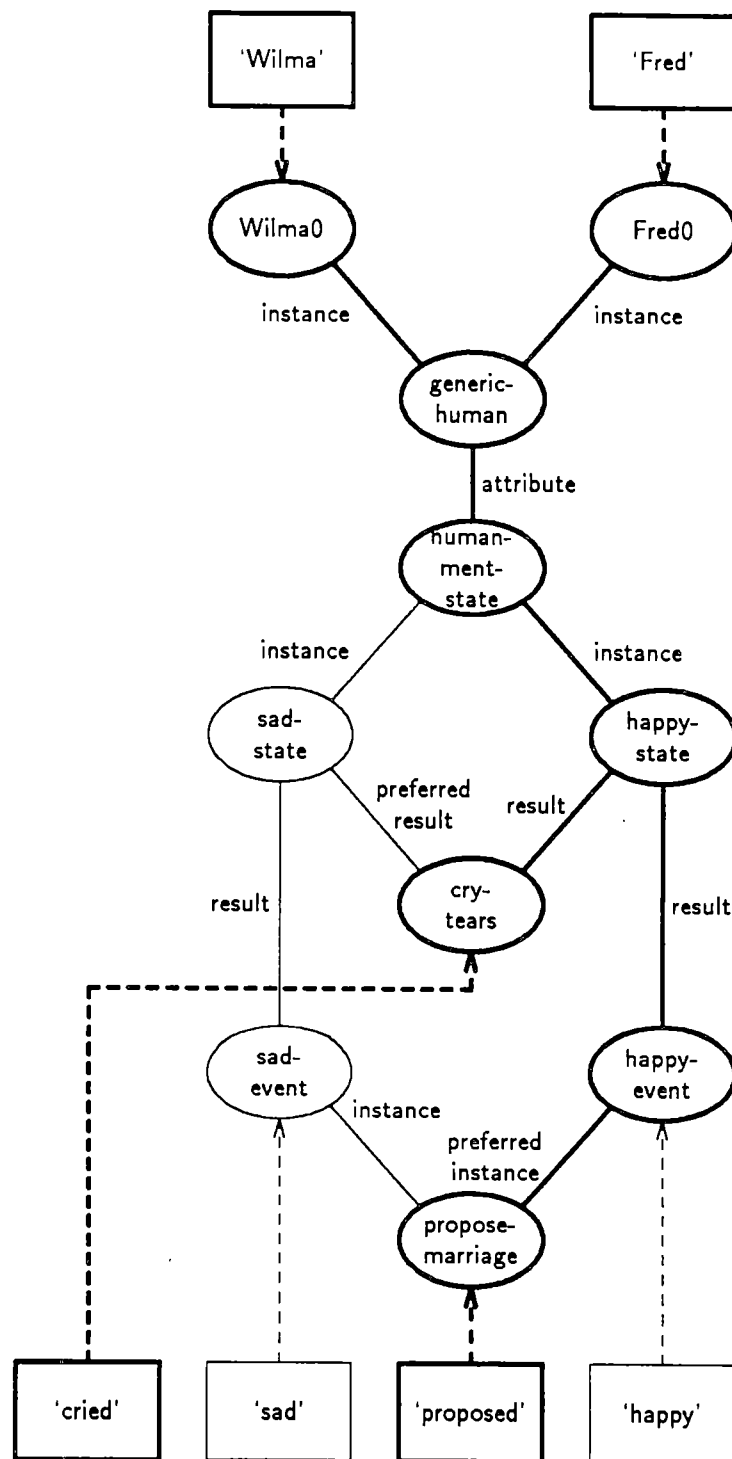 'Wilma'
'Fred'
Wilma0
Fred0
instance
instance
generic-
human
attribute
human-
ment-
state
instance
instance
sad-
state
happy-
state
preferred
result
result
cry-
tears
result
result
sad-
event
happy-
event
instance
preferred
instance
propose-
marriage
'cried'
'sad'
'proposed'
'happy'